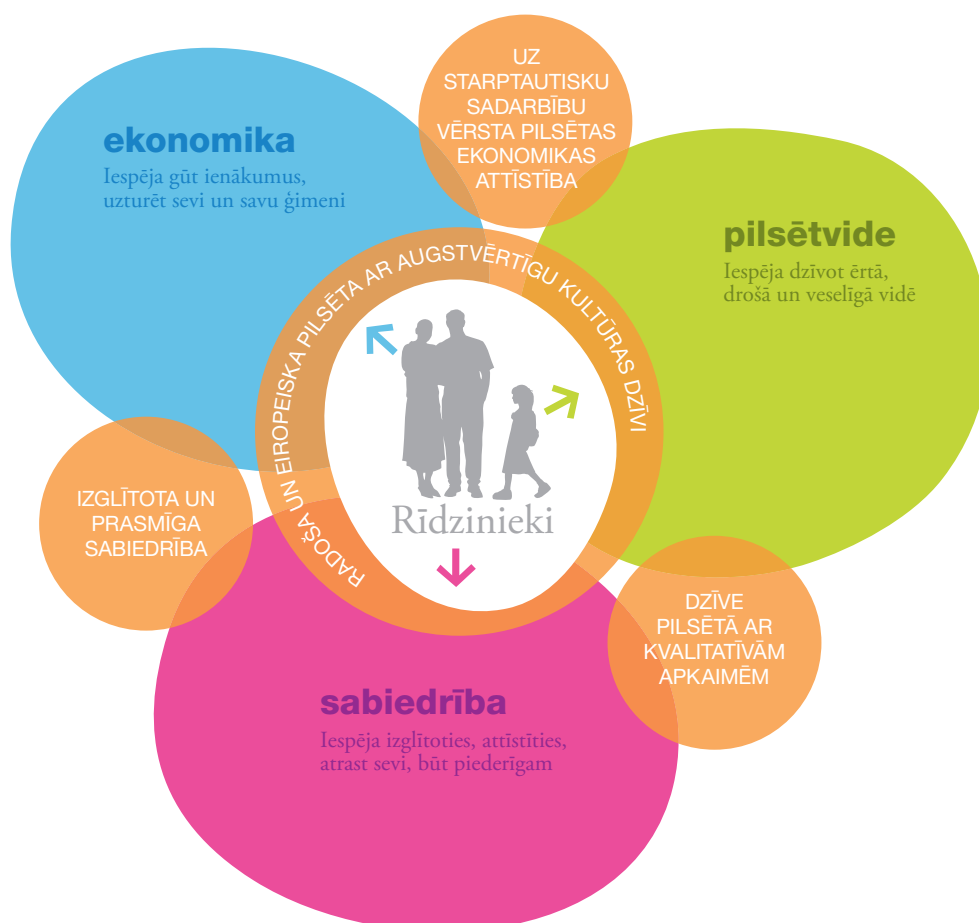 UZ
STARPTAUTISKU
SADARBĪBU
VĒRSTA PILSĒTAS
EKONOMIKAS
ATTĪSTĪBA
ekonomika
Iespēja gūt ienākumus,
uzturēt sevi un savu ģimeni
pilsētvide
Iespēja dzīvot ērtā,
drošā un veselīgā vidē
RADOŠA UN EIROPEISKA PILSĒTA AR AUGSTVĒRTĪGU KULTŪRAS DZĪVI
Rīdzinieki
IZGLĪTOTA UN
PRASMĪGA
SABIEDRĪBA
DZĪVE
PILSĒTĀ AR
KVALITATĪVĀM
APKAIMĒM
sabiedrība
Iespēja izglītoties, attīstīties,
atrast sevi, būt piederīgam